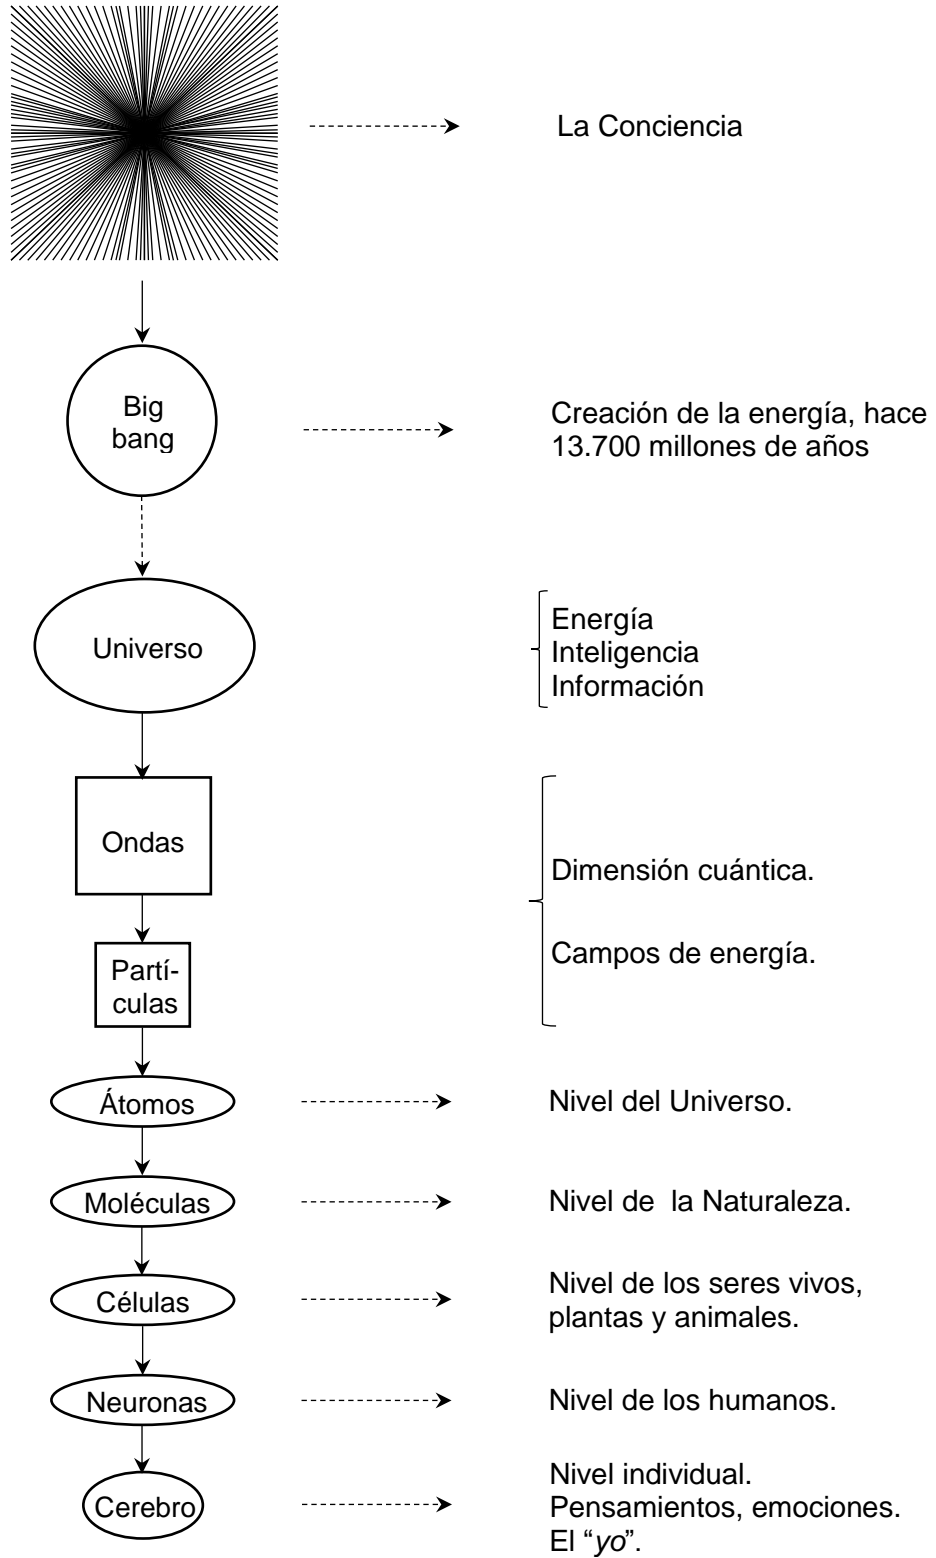 La Conciencia
Big
bang
Creación de la energía, hace
13.700 millones de años
Universo
Energía
Inteligencia
Información
Ondas
Dimensión cuántica.
Partí-
culas
Campos de energía.
Átomos
Nivel del Universo.
Moléculas
Nivel de  la Naturaleza.
Células
Nivel de los seres vivos,
plantas y animales.
Neuronas
Nivel de los humanos.
Cerebro
Nivel individual.
Pensamientos, emociones.
El “yo”.